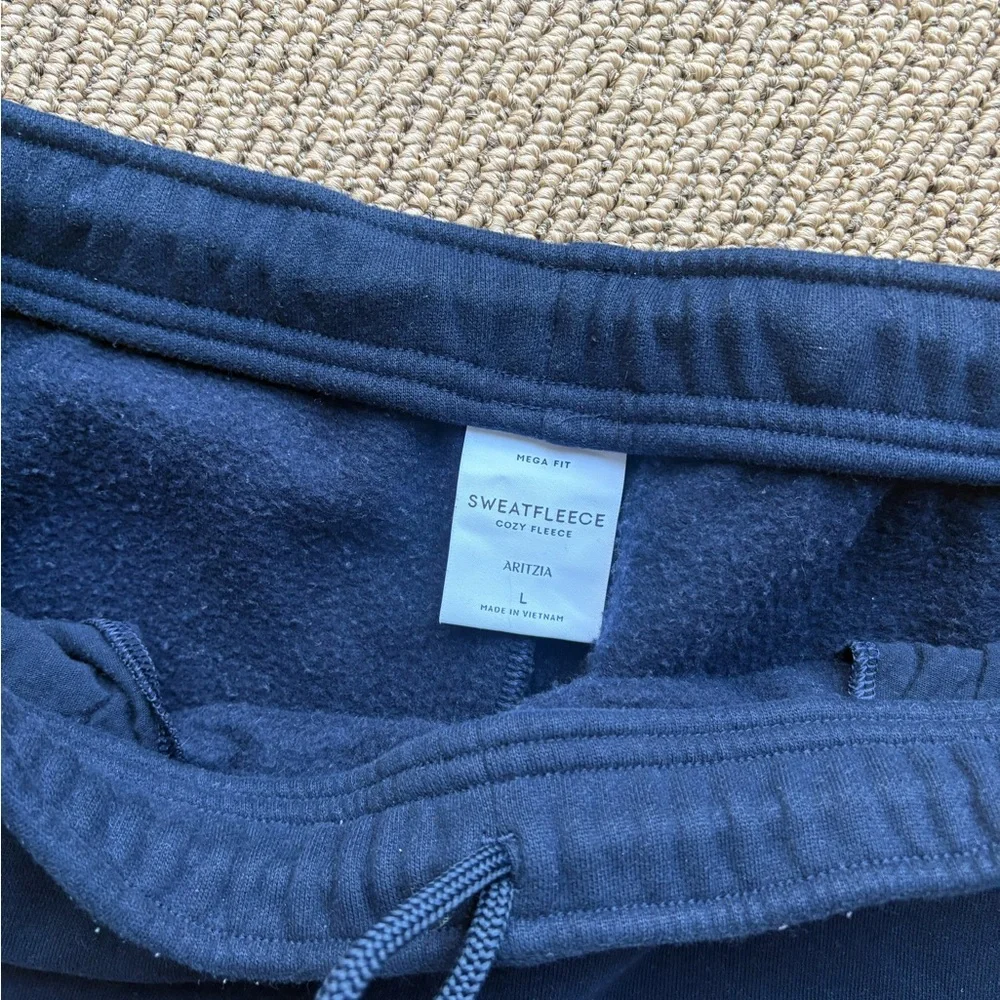 MEGA FIT
SWEATFLEECE
COZY FLEECE
ARITZIA
L
MADE IN VIETNAM